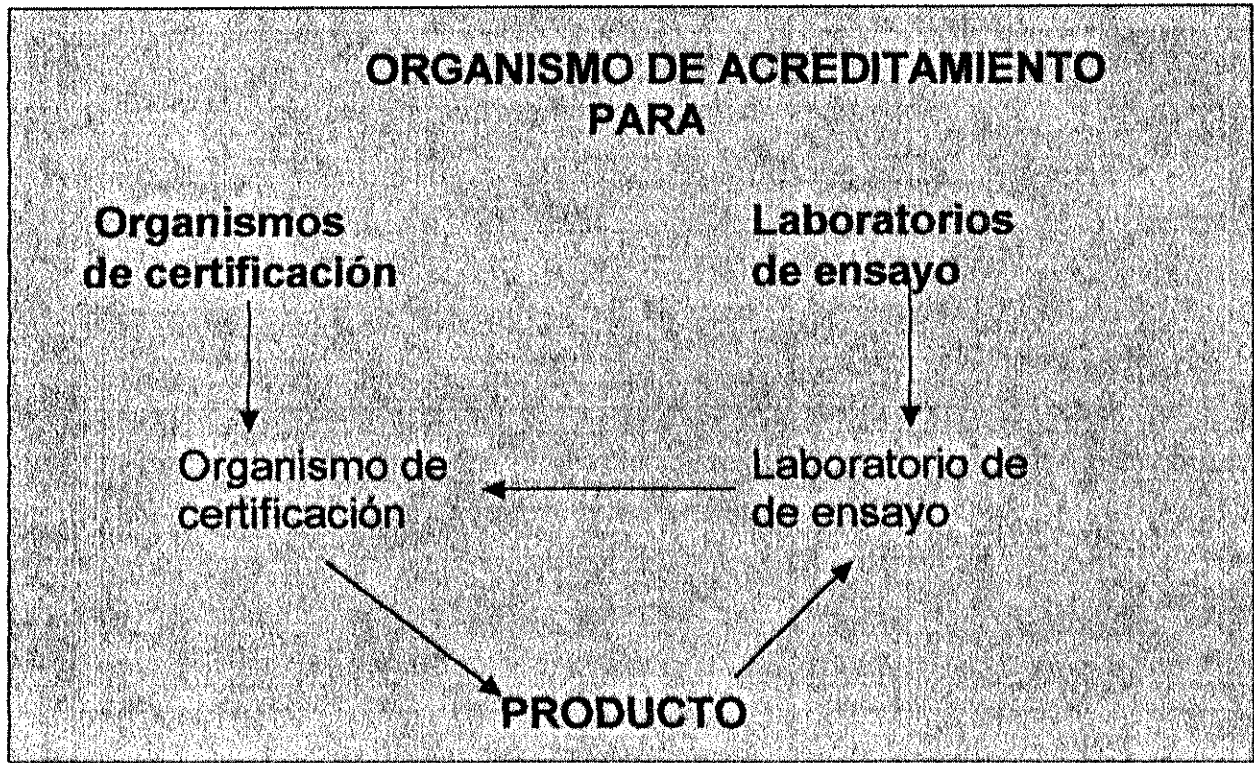 ORGANISMO DE ACREDITAMIENTO
PARA
Organismos
de certificación
Laboratorios
de ensayo
Organismo de
certificación
Laboratorio de
de ensayo
PRODUCTO